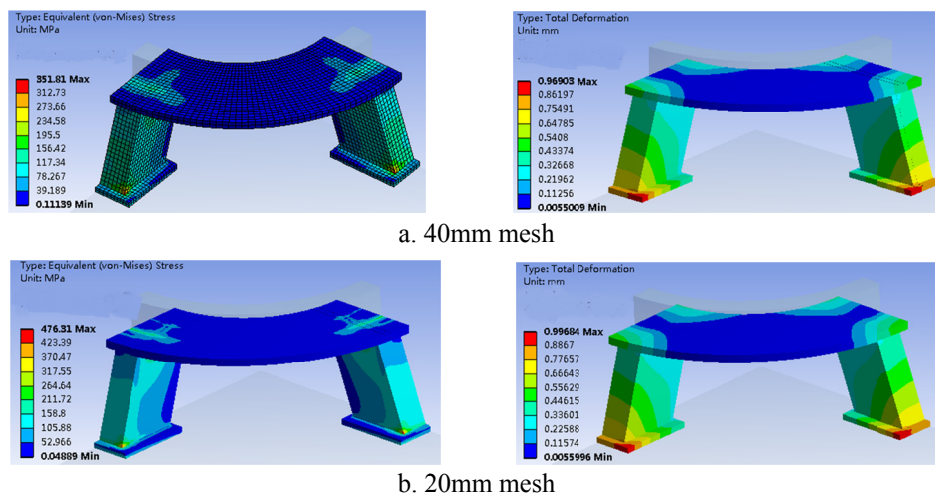 Type: Equivalent (von-Mises) Stress
Unit: MPa
351.81 Max
312.73
273.66
234.58
195.5
156.42
117.34
78.267
39.189
0.11139 Min
Type: Total Deformation
Unit: mm
0.96903 Max
0.86197
0.75491
0.64785
0.5408
0.43374
0.32668
0.21962
0.11256
0.0055009 Min
a. 40mm mesh
Type: Equivalent (von-Mises) Stress
Unit: MPa
476.31 Max
423.39
370.47
317.55
264.64
211.72
158.8
105.88
52.966
0.04889 Min
Type: Total Deformation
Unit: mm
0.99684 Max
0.8867
0.77657
0.66643
0.55629
0.44615
0.33601
0.22588
0.11574
0.0055996 Min
b. 20mm mesh